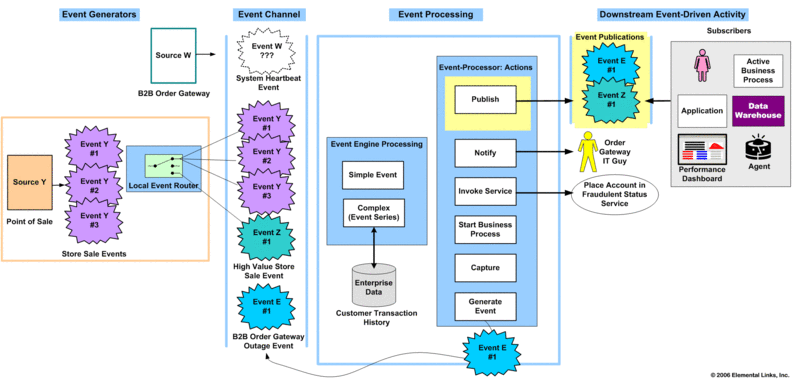 Event Generators
Event Channel
Event Processing
Downstream Event-Driven Activity
Source W
B2B Order Gateway
Event W
???
System Heartbeat
Event
Source Y
Point of Sale
Event Y
#1
Event Y
#2
Event Y
#3
Store Sale Events
Local Event Router
Event Y
#1
Event Y
#2
Event Y
#3
Event Z
#1
High Value Store
Sale Event
Event E
#1
B2B Order Gateway
Outage Event
Event Engine Processing
Simple Event
Complex
(Event Series)
Enterprise
Data
Customer Transaction
History
Event-Processor: Actions
Publish
Notify
Invoke Service
Start Business
Process
Capture
Generate
Event
Event E
#1
Event Publications
Event E
#1
Event Z
#1
Order
Gateway
IT Guy
Place Account in
Fraudulent Status
Service
Subscribers
Active
Business
Process
Application
Data
Warehouse
Performance
Dashboard
Agent
© 2006 Elemental Links, Inc.